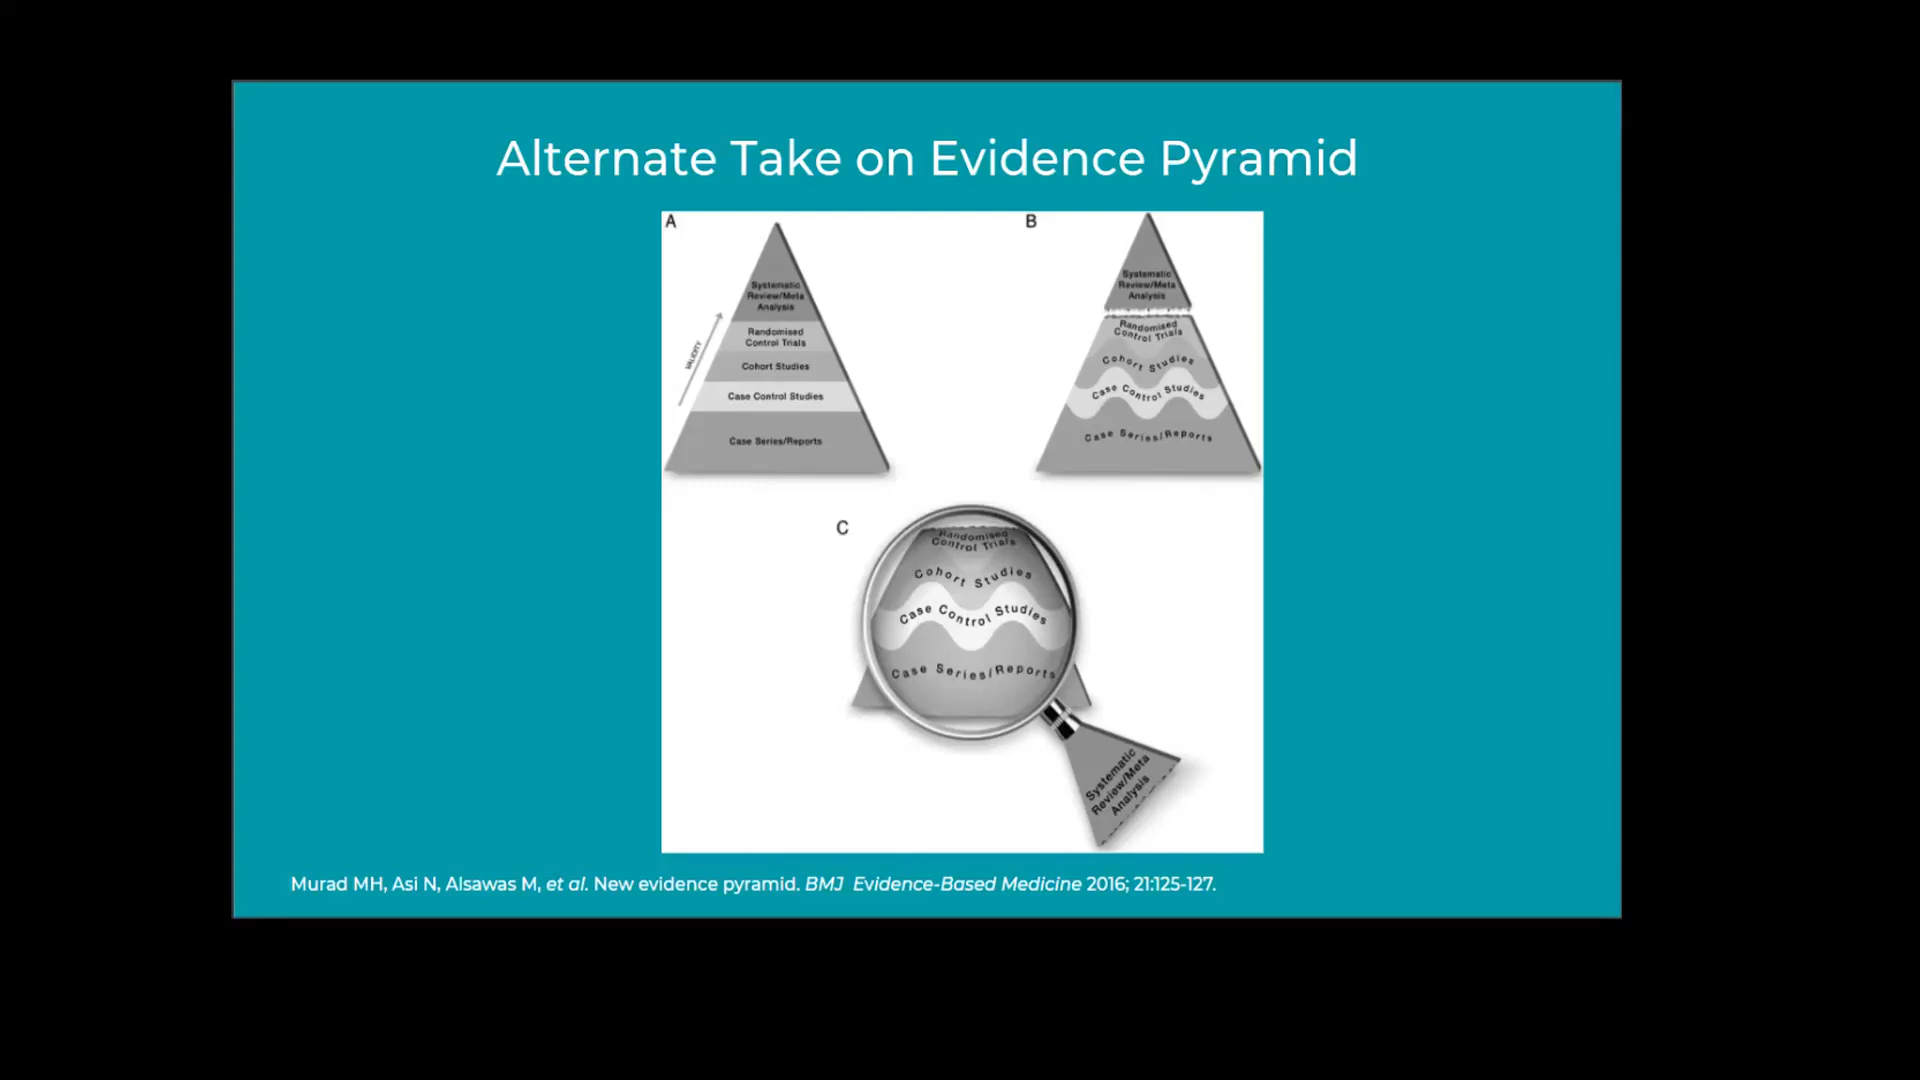 Alternate Take on Evidence Pyramid
A
Systematic
Review/Meta
Analysis
Randomised
Control Trials
Cohort Studies
Case Control Studies
Case Series/Reports
VALIDITY
B
Systematic
Review/Meta
Analysis
Randomised
Control Trials
Cohort Studies
Case Control Studies
Case Series/Reports
C
Randomised
Control Trials
Cohort Studies
Case Control Studies
Case Series/Reports
Systematic
Review/Meta
Analysis
Murad MH, Asi N, Alsawas M, et al. New evidence pyramid. BMJ Evidence-Based Medicine 2016; 21:125-127.